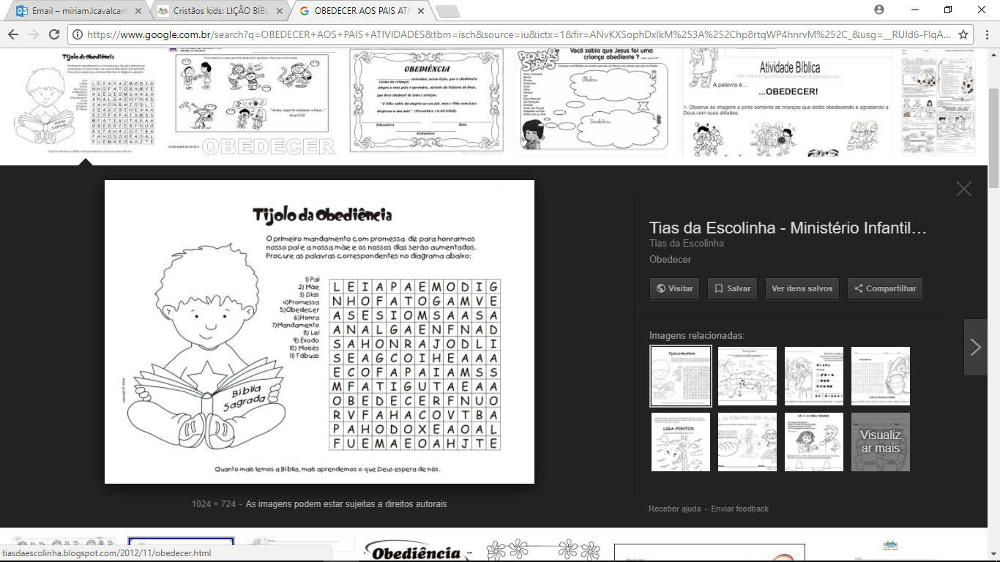 Email – miriam.lcavalcant
Cristãos kids: LIÇÃO BÍBL
OBEDECER AOS PAIS ATI
https://www.google.com.br/search?q=OBEDECER+AOS+PAIS+ATIVIDADES&tbm=isch&source=iu&ictx=1&fir=ANvKXSophDxlkM%253A%252Chp8rtqWP4hnrvM%252C_&usg=__RUld6-FlqA...
Tijolo da Obediência
OBEDECER
OBEDIÊNCIA
Você sabia que Jesus foi uma
criança obediente ?
Atividade Bíblica
A palavra é...
...OBEDECER!
1- Observe as imagens e pinte somente as crianças que estão obedecendo e agradando a
Deus com suas atitudes.
Tijolo da Obediência
O primeiro mandamento com promessa diz para honrarmos
nosso pai e a nossa mãe e os nossos dias serão aumentados.
Procure as palavras correspondentes no diagrama abaixo:
1) Pai
2) Mãe
3) Dias
4)Promessa
5)Obedecer
6)Honra
7)Mandamento
8) Lei
9) Êxodo
10) Moisés
11) Tábuas
L E I A P A E M O D I G
N H O F A T O G A M V E
A S E S I O M S A A S A
A N A L G A E N F N A D
S A H O N R A J O D L I
S E A G C O I H E A A A
E C O F A P A I A M S S
M F A T I G U T A E A A
O B E D E C E R F N U O
R V F A H A C O V T B A
P A H O D O X E A O A L
F U E M A E O A H J T E
Bíblia
Sagrada
Quanto mais lemos a Bíblia, mais aprendemos o que Deus espera de nós.
1024 × 724 - As imagens podem estar sujeitas a direitos autorais
Tias da Escolinha - Ministério Infantil...
Tias da Escolinha
Obedecer
Visitar
Salvar
Ver itens salvos
Compartilhar
Imagens relacionadas:
LIGA-PONTOS
EU E O MEU NOME
Visualiz
ar mais
Receber ajuda - Enviar feedback
Obediência
tiasdaescolinha.blogspot.com/2012/11/obedecer.html